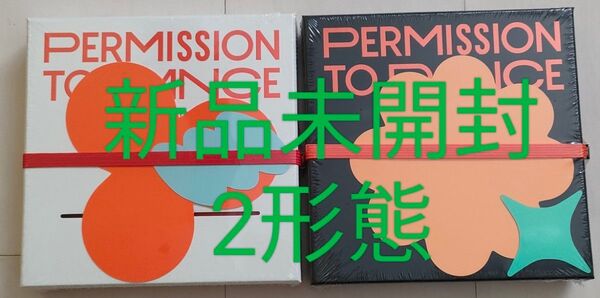 PERMISSION
TO DANCE
PERMISSION
TO DANCE
新品未開封
2形態